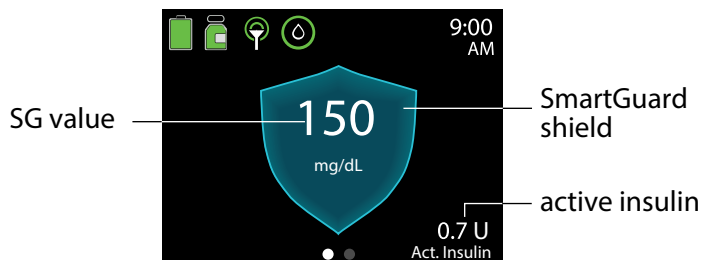 9:00
AM
SG value
150
mg/dL
SmartGuard
shield
active insulin
0.7 U
Act. Insulin